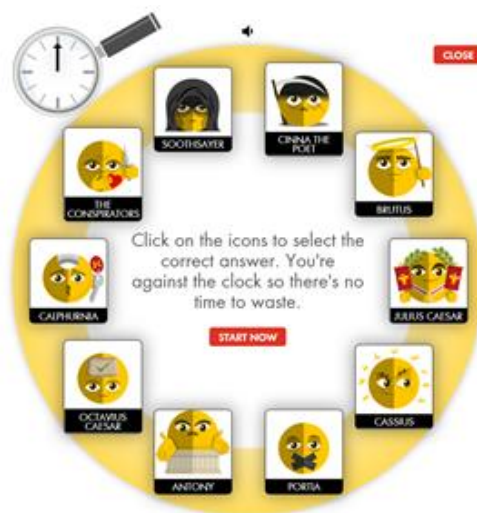 CLOSE
SOOTHSAYER
CINNA THE
POET
THE
CONSPIRATORS
BRUTUS
Click on the icons to select the
correct answer. You're
against the clock so there's no
time to waste.
START NOW
CALPHURNIA
JULIUS CAESAR
OCTAVIUS
CAESAR
CASSIUS
ANTONY
PORTIA